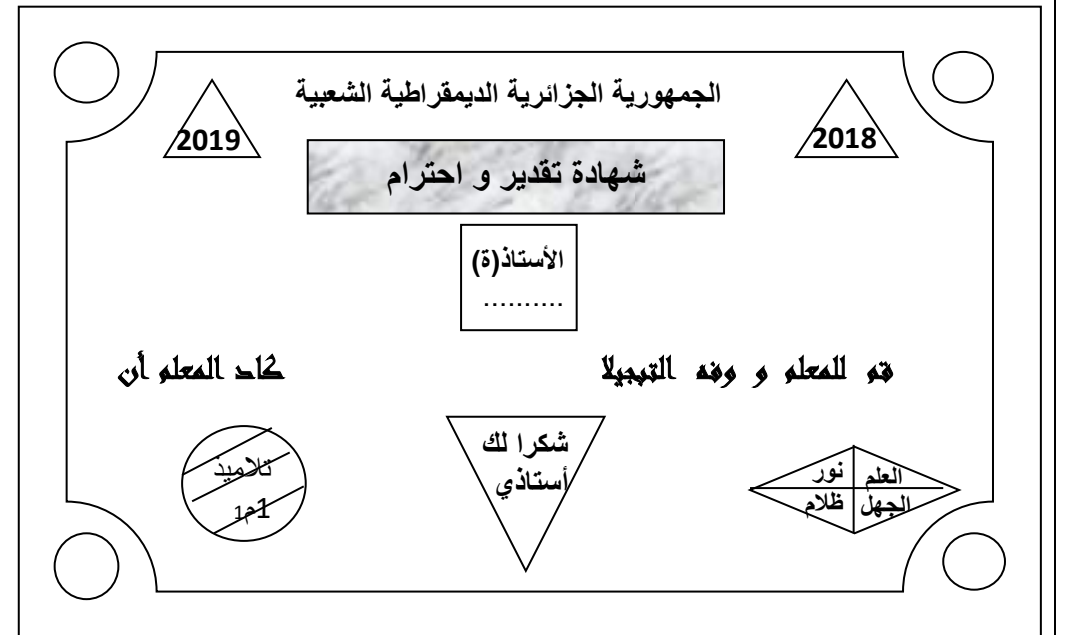 الجمهورية الجزائرية الديمقراطية الشعبية
2018
2019
شهادة تقدير و احترام
الأستاذ(ة)
..........
قم للمعلم و وفه التبجيلا
كاد المعلم أن
العلم نور
الجهل ظلام
شكرا لك
أستاذي
تلاميذ
1م1